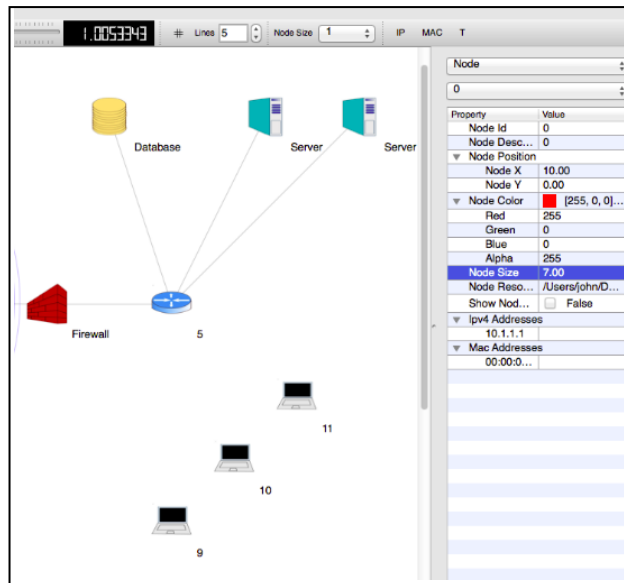 1.0053343 # Lines 5 Node Size 1 IP MAC T
Node
0
Property Value
Node Id 0
Node Desc... 0
Node Position
Node X 10.00
Node Y 0.00
Node Color [255, 0, 0]...
Red 255
Green 0
Blue 0
Alpha 255
Node Size 7.00
Node Reso... /Users/john/D...
Show Nod... False
Ipv4 Addresses
10.1.1.1
Mac Addresses
00:00:0...
Database
Server
Server
Firewall
5
11
10
9